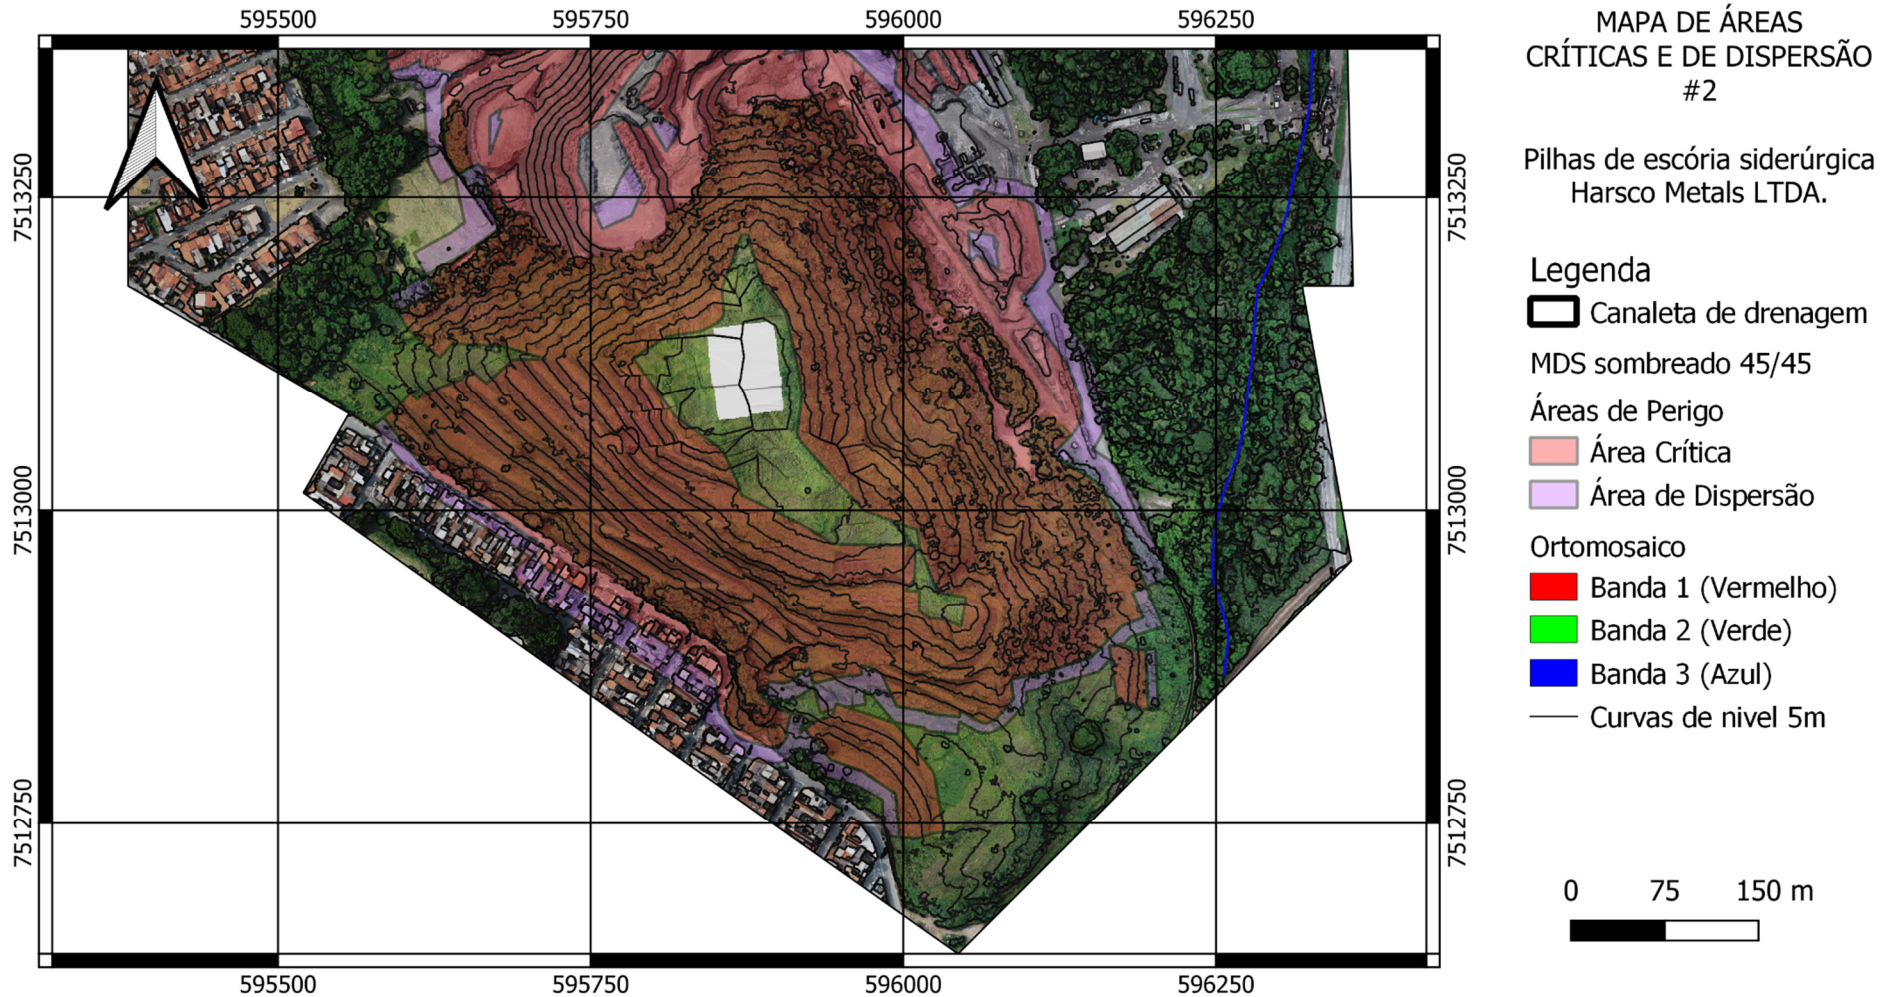 595500 595750 596000 596250
MAPA DE ÁREAS
CRÍTICAS E DE DISPERSÃO
#2
Pilhas de escória siderúrgica
Harsco Metals LTDA.
7513250
7513250
Legenda
Canaleta de drenagem
MDS sombreado 45/45
Áreas de Perigo
Área Crítica
Área de Dispersão
7513000
7513000
Ortomosaico
Banda 1 (Vermelho)
Banda 2 (Verde)
Banda 3 (Azul)
Curvas de nivel 5m
7512750
7512750
0 75 150 m
595500 595750 596000 596250